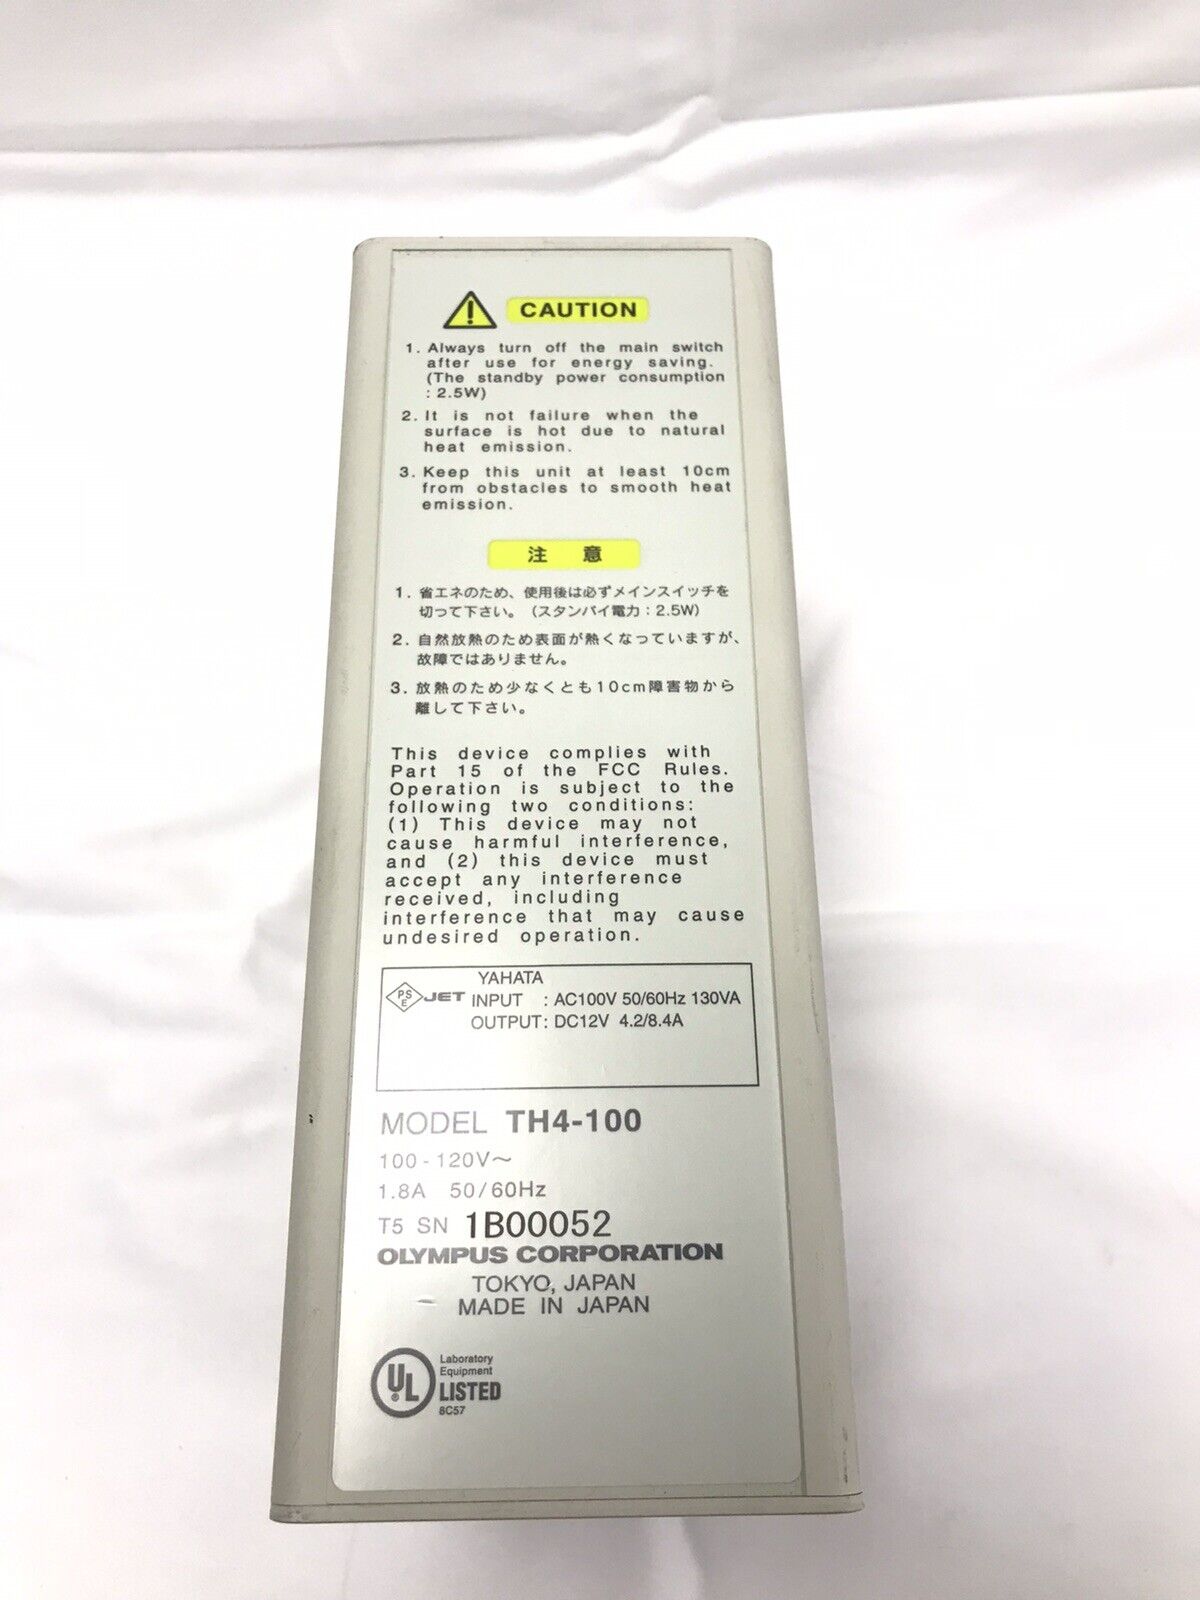 CAUTION
1. Always turn off the main switch
after use for energy saving.
(The standby power consumption
: 2.5W)
2. It is not failure when the
surface is hot due to natural
heat emission.
3. Keep this unit at least 10cm
from obstacles to smooth heat
emission.
注 意
1. 省エネのため、使用後は必ずメインスイッチを
切って下さい。(スタンバイ電力:2.5W)
2. 自然放熱のため表面が熱くなっていますが、
故障ではありません。
3. 放熱のため少なくとも10cm障害物から
離して下さい。
This device complies with
Part 15 of the FCC Rules.
Operation is subject to the
following two conditions:
(1) This device may not
cause harmful interference,
and (2) this device must
accept any interference
received, including
interference that may cause
undesired operation.
YAHATA
PS
E
JET INPUT : AC100V 50/60Hz 130VA
OUTPUT: DC12V 4.2/8.4A
MODEL TH4-100
100-120V~
1.8A 50/60Hz
T5 SN 1B00052
OLYMPUS CORPORATION
TOKYO, JAPAN
MADE IN JAPAN
UL ®
Laboratory
Equipment
LISTED
8C57